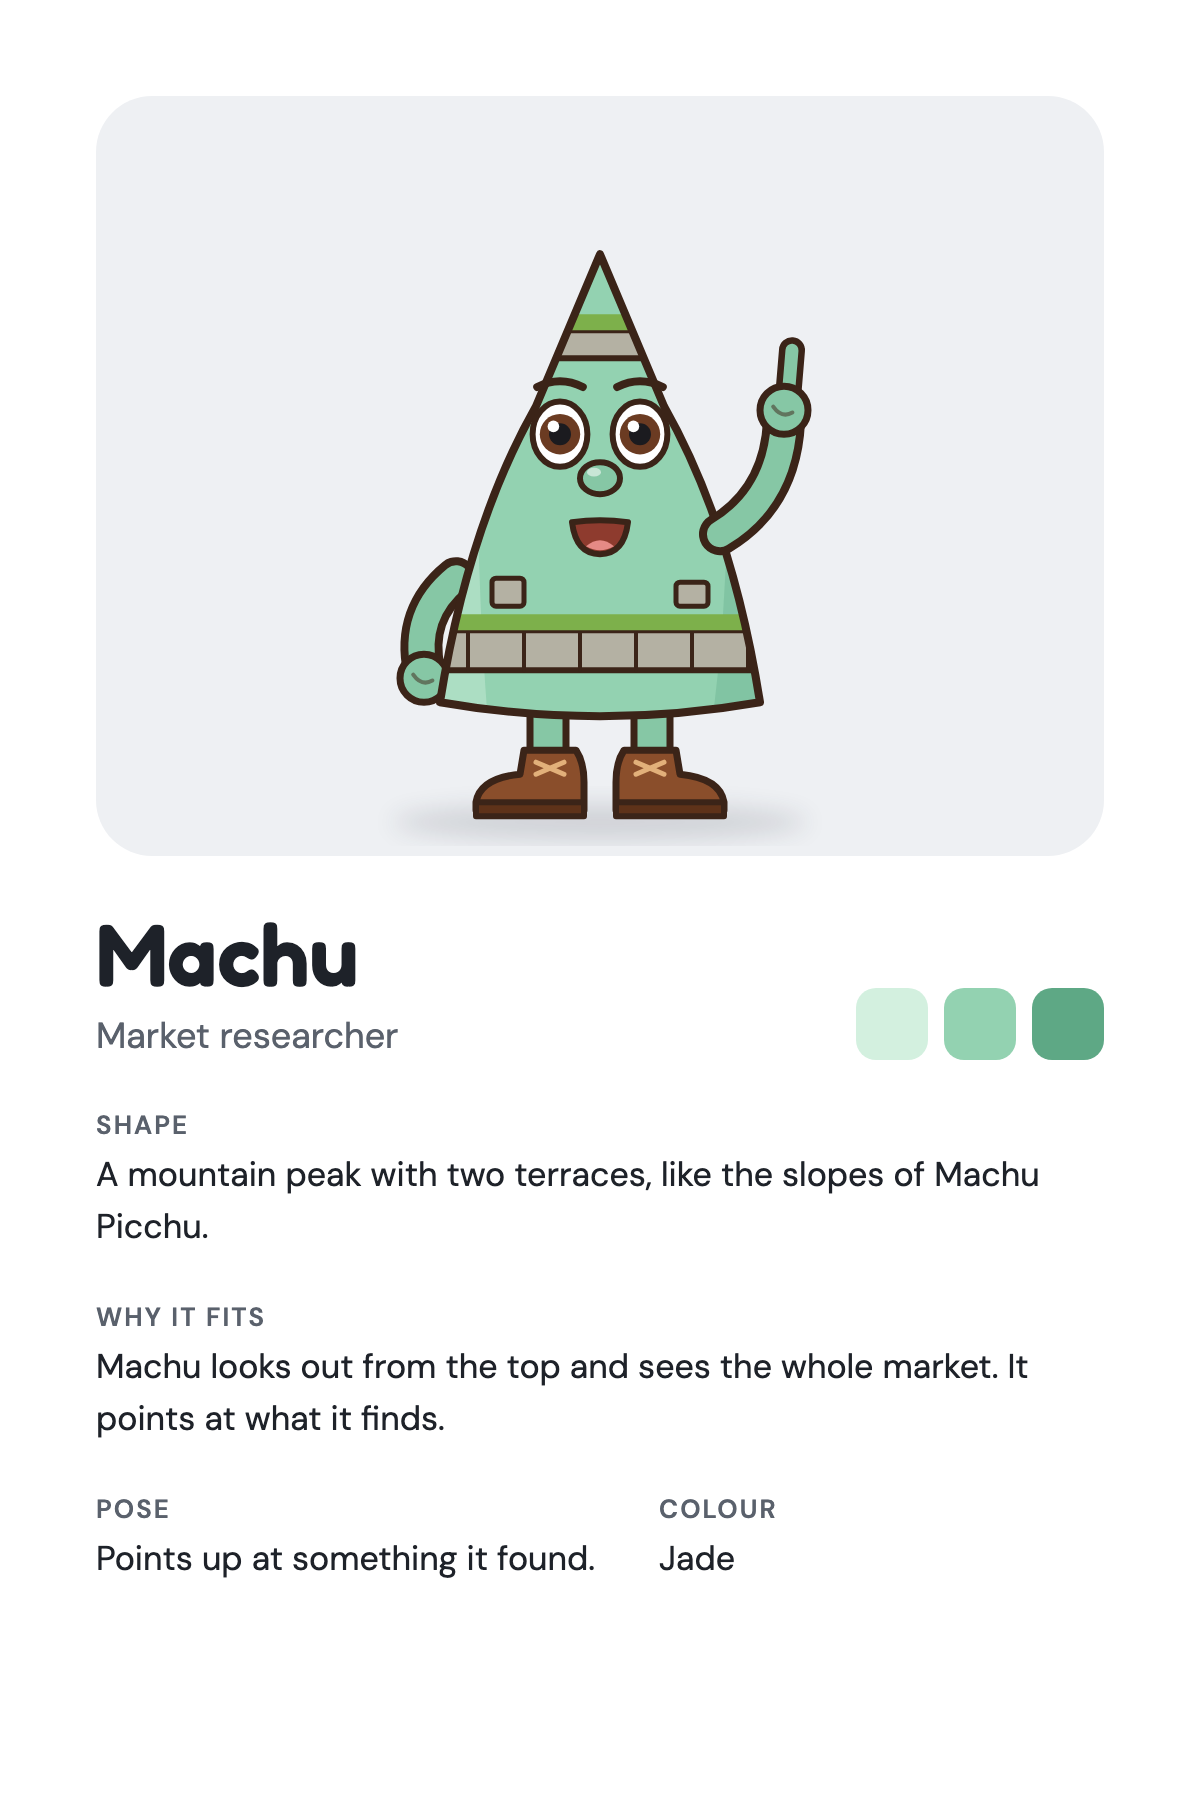 Machu
Market researcher
SHAPE
A mountain peak with two terraces, like the slopes of Machu
Picchu.
WHY IT FITS
Machu looks out from the top and sees the whole market. It
points at what it finds.
POSE
Points up at something it found.
COLOUR
Jade